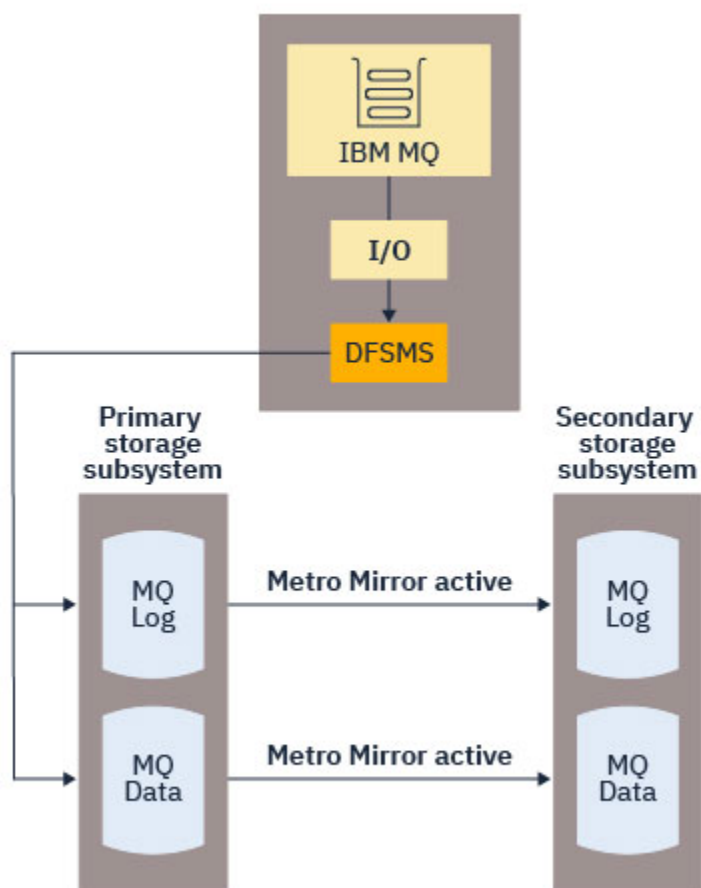 IBM MQ
I/O
DFSMS
Primary
storage
subsystem
Secondary
storage
subsystem
MQ
Log
Metro Mirror active
MQ
Log
MQ
Data
Metro Mirror active
MQ
Data